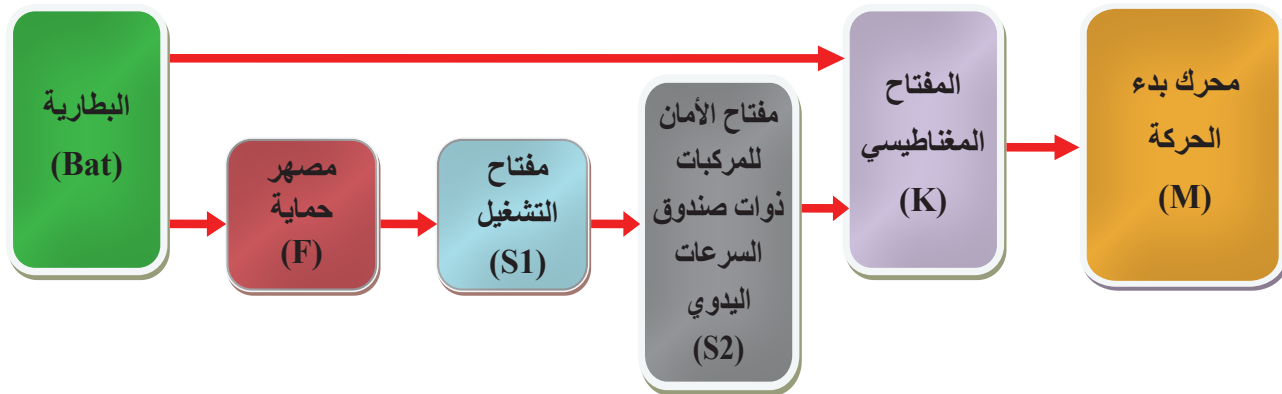 البطارية
(Bat)
مصهر
حماية
(F)
مفتاح
التشغيل
(S1)
مفتاح الأمان
للمركبات
ذوات صندوق
السرعات
اليدوي
(S2)
المفتاح
المغناطيسي
(K)
محرك بدء
الحركة
(M)